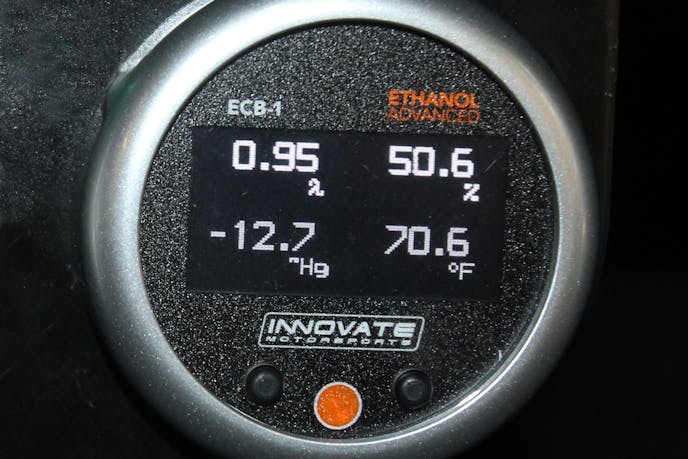 ECB-1
ETHANOL
ADVANCED
0.95 λ
50.6 %
-12.7 "Hg
70.6 °F
INNOVATE
MOTORSPORTS